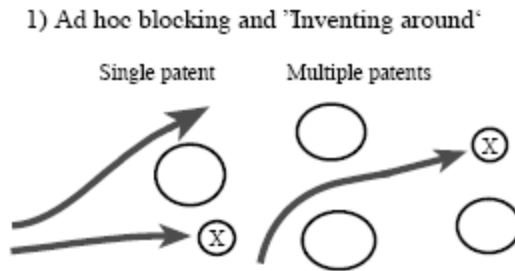 1) Ad hoc blocking and ”Inventing around‘
Single patent
Multiple patents
X
X